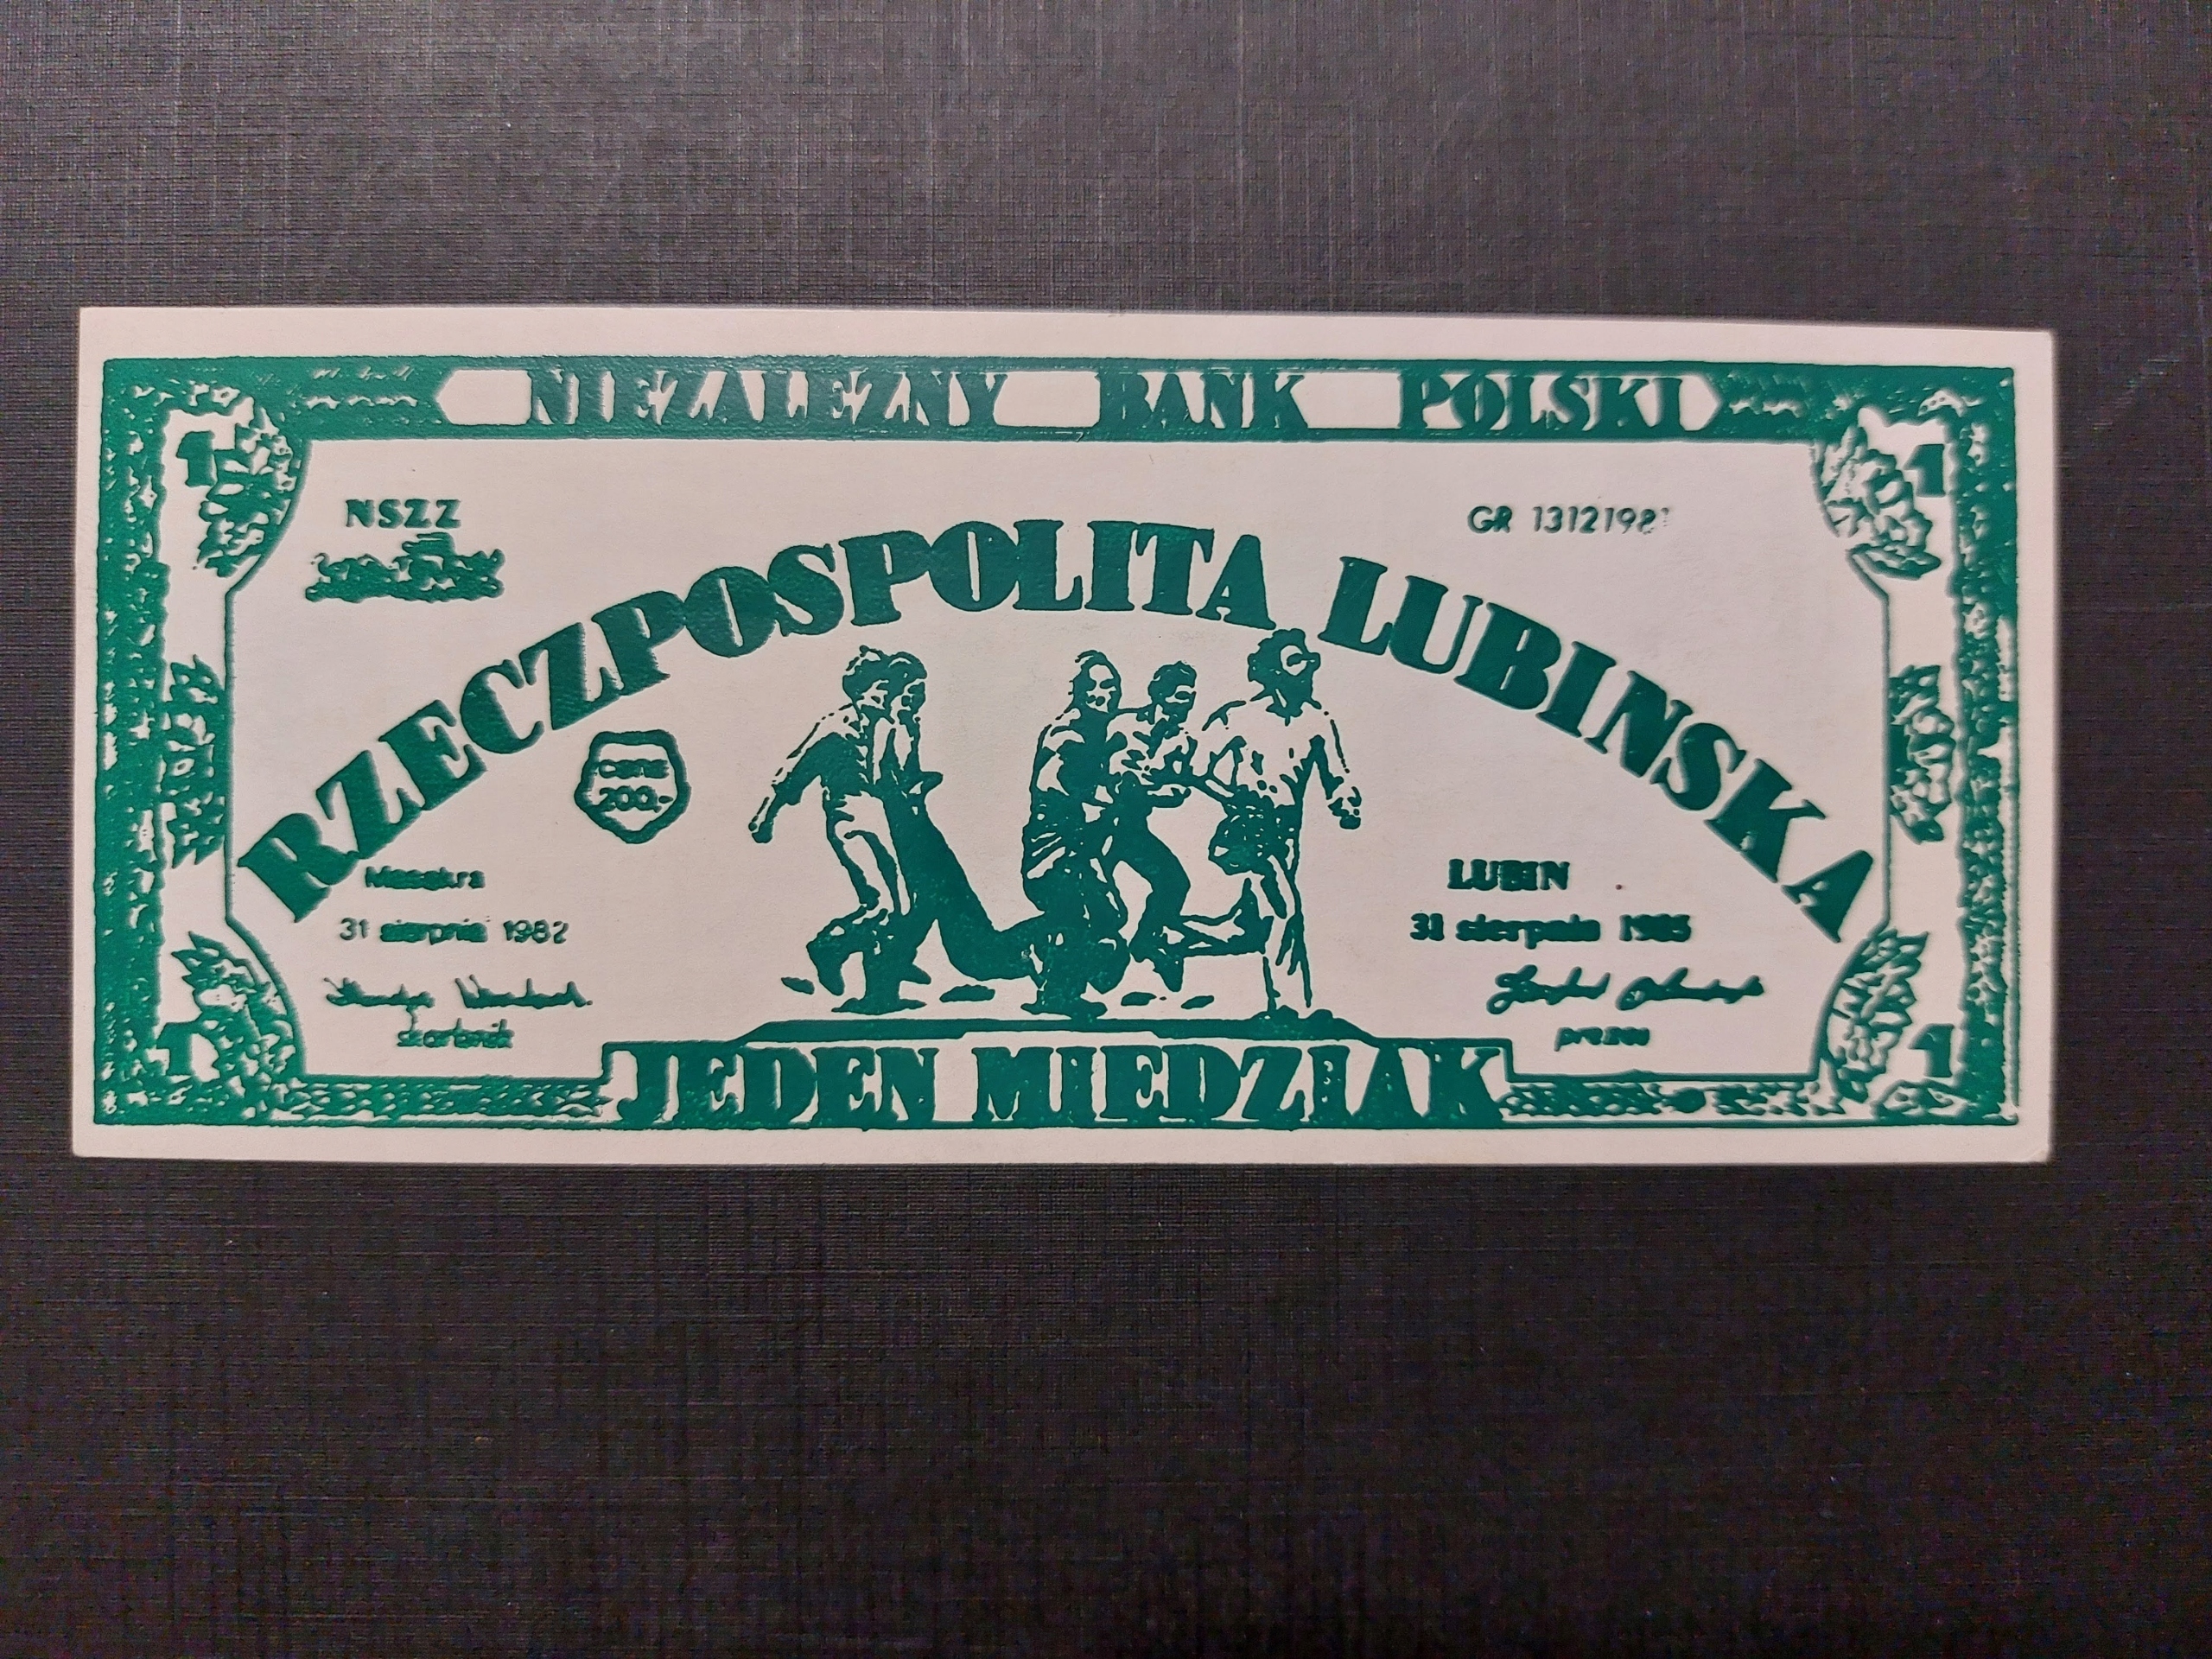 NIEZALEZNY BANK POLSKI
NSZZ
GR 1312198
RZECZPOSPOLITA LUBINSKA
cena
200,-
Masakra
31 sierpnia 1982
skarbnik
LUBIN
31 sierpnia 1985
prezes
JEDEN MIEDZIAK
1
1
1
1